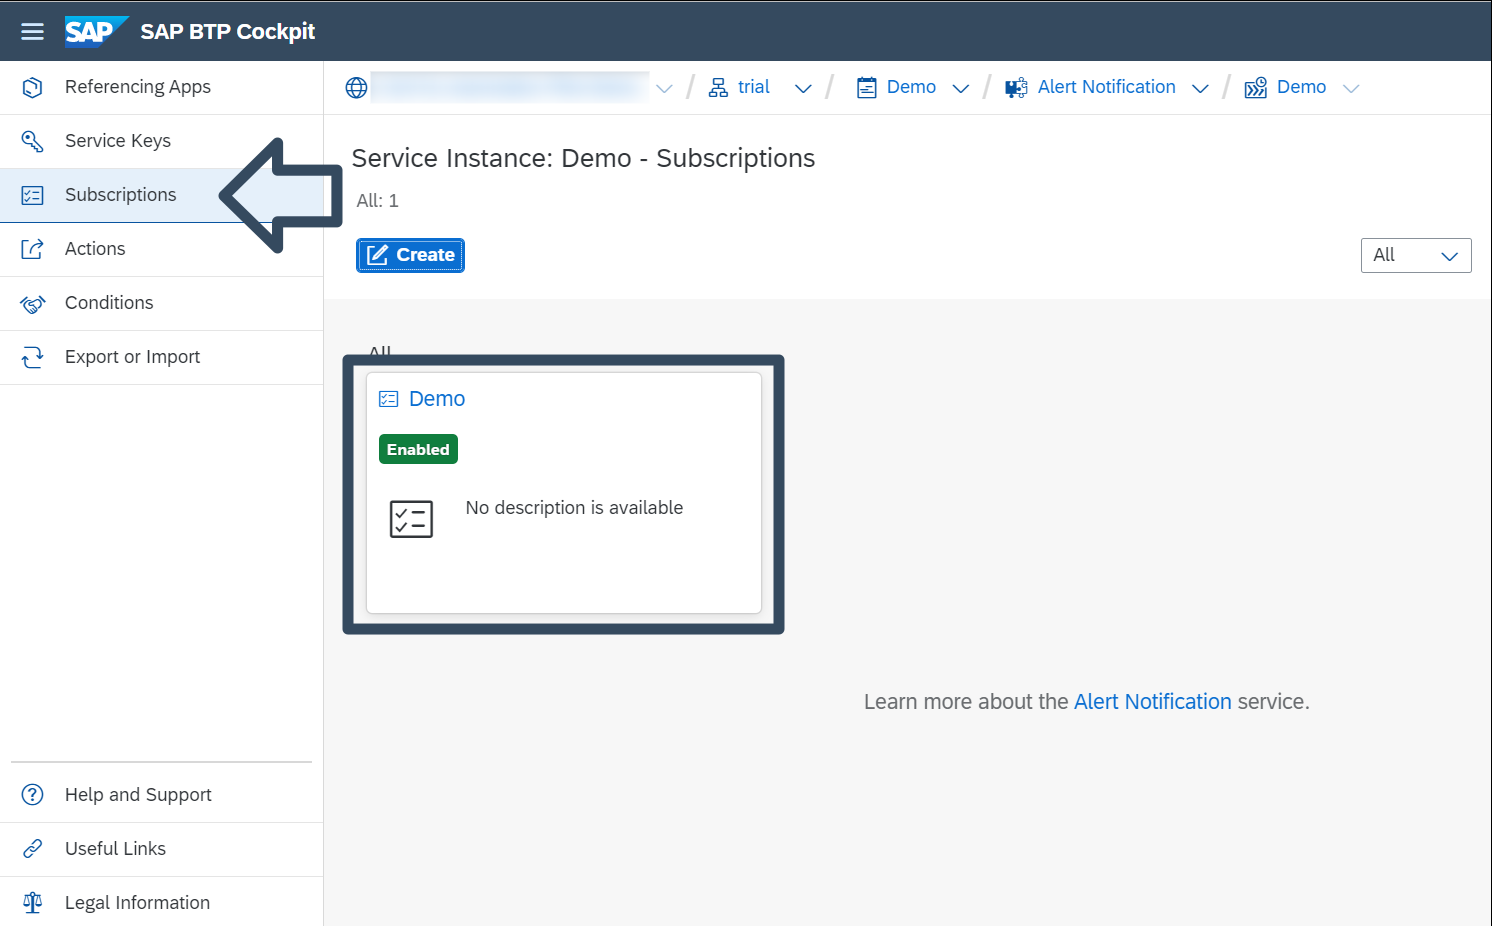 SAP SAP BTP Cockpit
Referencing Apps
Service Keys
Subscriptions
Actions
Conditions
Export or Import
Help and Support
Useful Links
Legal Information
/ trial / Demo / Alert Notification / Demo
Service Instance: Demo - Subscriptions
All: 1
Create
All
All
Demo
Enabled
No description is available
Learn more about the Alert Notification service.